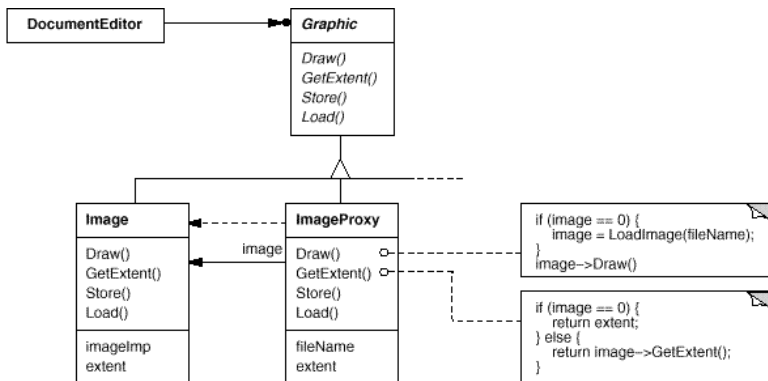 DocumentEditor
Graphic
Draw()
GetExtent()
Store()
Load()
Image
Draw()
GetExtent()
Store()
Load()
imageImp
extent
image
ImageProxy
Draw()
GetExtent()
Store()
Load()
fileName
extent
if (image == 0) {
image = LoadImage(fileName);
}
image->Draw()
if (image == 0) {
return extent;
} else {
return image->GetExtent();
}